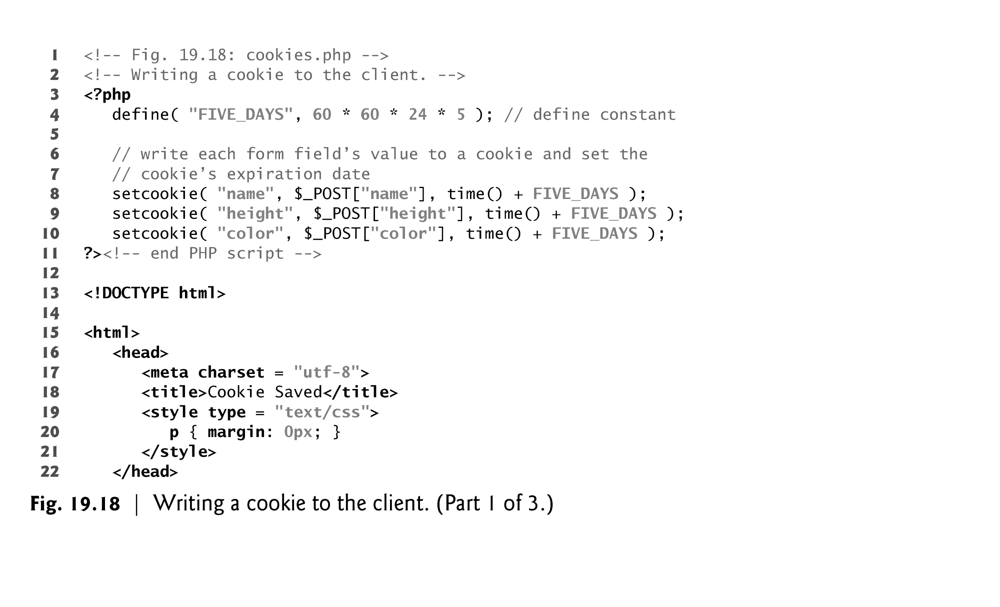 1 <!-- Fig. 19.18: cookies.php -->
2 <!-- Writing a cookie to the client. -->
3 <?php
4    define( "FIVE_DAYS", 60 * 60 * 24 * 5 ); // define constant
5
6    // write each form field’s value to a cookie and set the
7    // cookie’s expiration date
8    setcookie( "name", $_POST["name"], time() + FIVE_DAYS );
9    setcookie( "height", $_POST["height"], time() + FIVE_DAYS );
10    setcookie( "color", $_POST["color"], time() + FIVE_DAYS );
11 ?><!-- end PHP script -->
12
13 <!DOCTYPE html>
14
15 <html>
16    <head>
17       <meta charset = "utf-8">
18       <title>Cookie Saved</title>
19       <style type = "text/css">
20          p { margin: 0px; }
21       </style>
22    </head>
Fig. 19.18 | Writing a cookie to the client. (Part 1 of 3.)